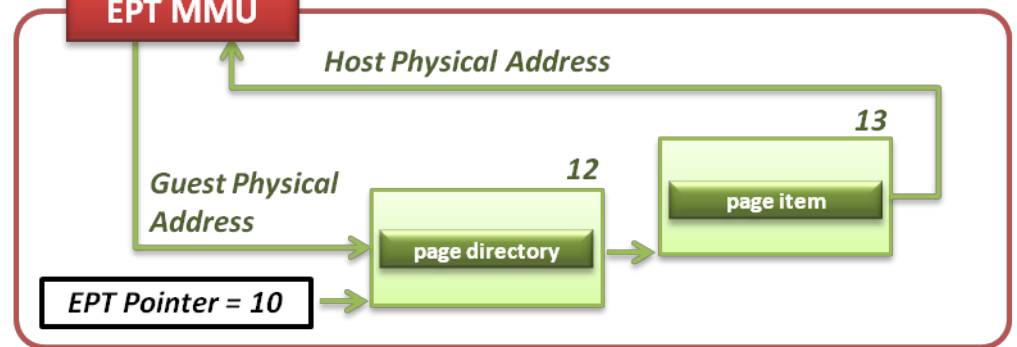 EPT MMU
Host Physical Address
13
12
Guest Physical
Address
page item
page directory
EPT Pointer = 10